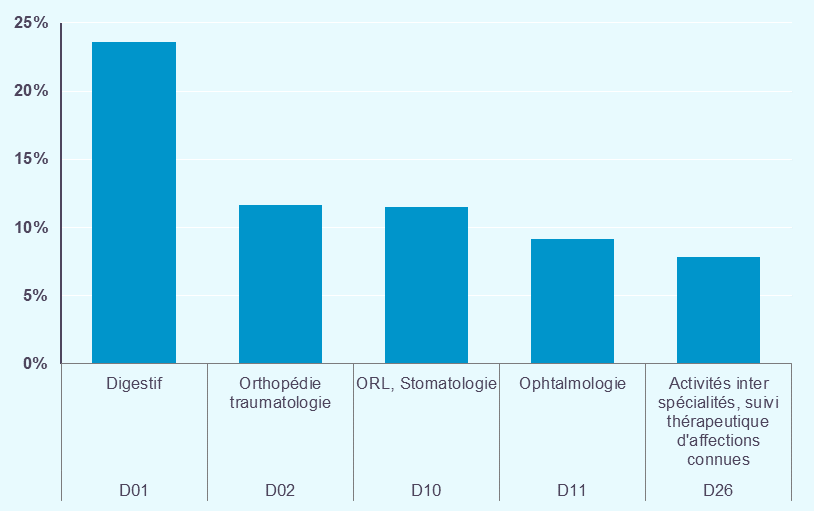 25%
20%
15%
10%
5%
0%
Digestif
Orthopédie
traumatologie
ORL, Stomatologie
Ophtalmologie
Activités inter
spécialités, suivi
thérapeutique
d'affections
connues
D01
D02
D10
D11
D26